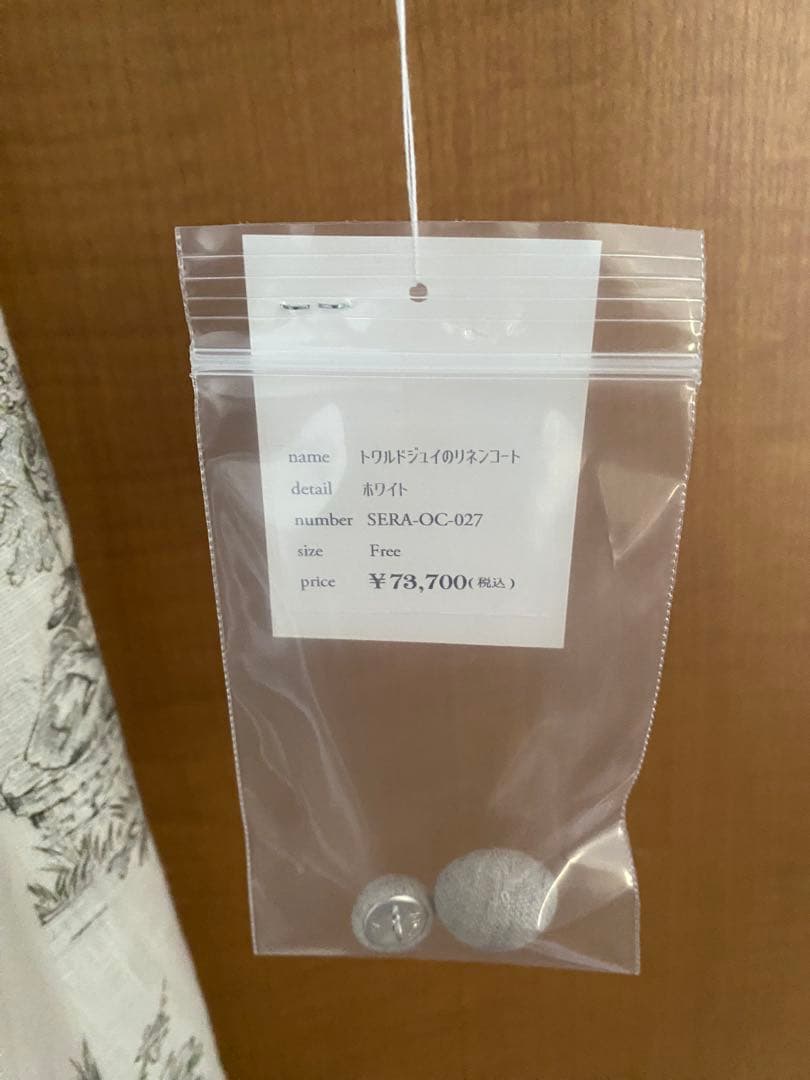 name トワルドジュイのリネンコート
detail ホワイト
number SERA-OC-027
size Free
price ￥73,700(税込)